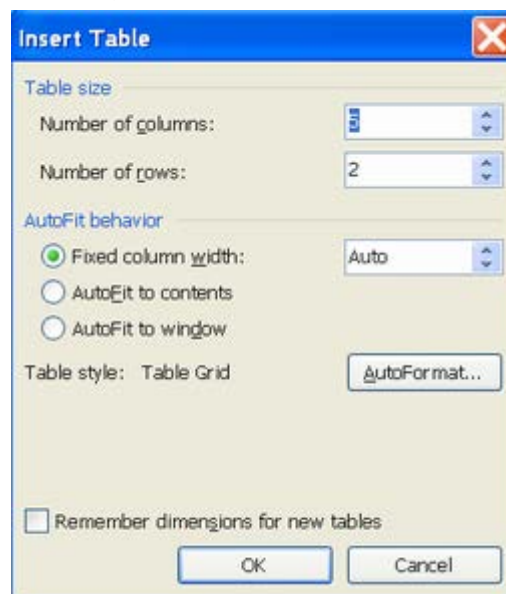 Insert Table
Table size
Number of columns: 5
Number of rows: 2
AutoFit behavior
Fixed column width: Auto
AutoFit to contents
AutoFit to window
Table style: Table Grid AutoFormat...
Remember dimensions for new tables
OK Cancel